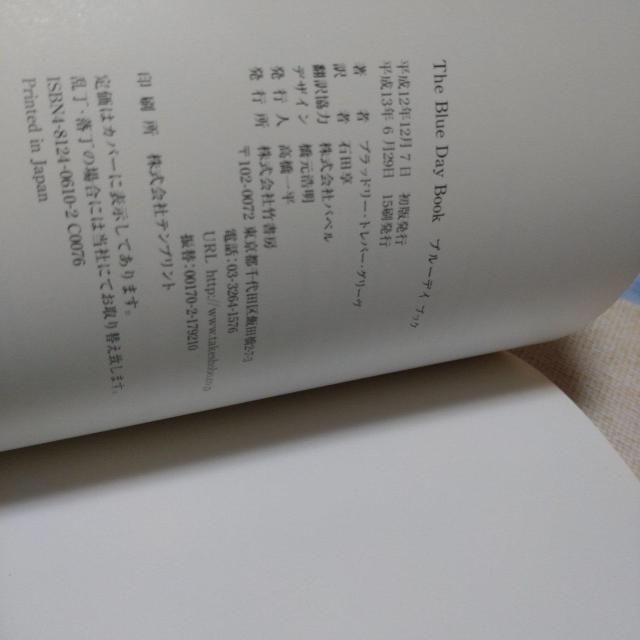 The Blue Day Book ブルーデイブック
平成12年12月7日 初版発行
平成13年6月29日 15刷発行
著 者 ブラッドリー・トレバー・グリーヴ
訳 者 石田享
翻訳協力 株式会社バベル
デザイン 橋元浩明
発行人 高橋一平
発行所 株式会社竹書房
〒102-0072 東京都千代田区飯田橋2-7-3
電話:03-3264-1576
URL http://www.takeshobo
振替:00170-2-179210
印刷所 株式会社テンプリント
定価はカバーに表示してあります。
乱丁・落丁の場合には当社にてお取り替え致します。
ISBN4-8124-0610-2 C0076
Printed in Japan